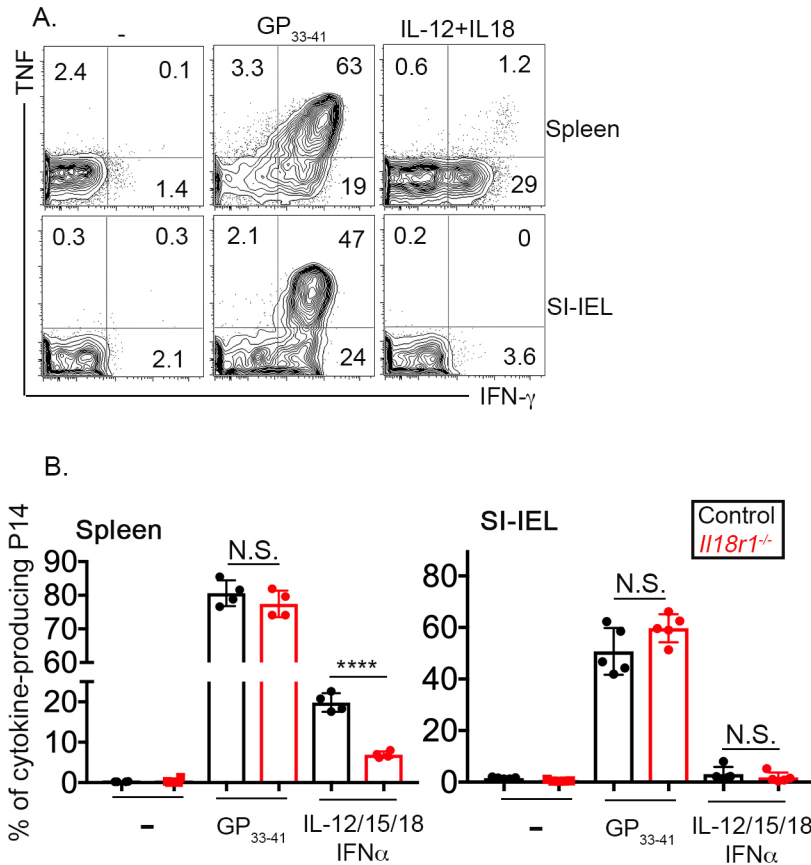 A.
- GP33-41 IL-12+IL18
TNF
2.4 0.1 3.3 63 0.6 1.2
Spleen
1.4 19 29
0.3 0.3 2.1 47 0.2 0
SI-IEL
2.1 24 3.6
IFN-γ
B.
% of cytokine-producing P14
Spleen
90
80
70
60
20
10
0
N.S.
****
- GP33-41 IL-12/15/18
IFNα
SI-IEL
Control
Il18r1-/-
80
60
40
20
0
N.S.
N.S.
- GP33-41 IL-12/15/18
IFNα